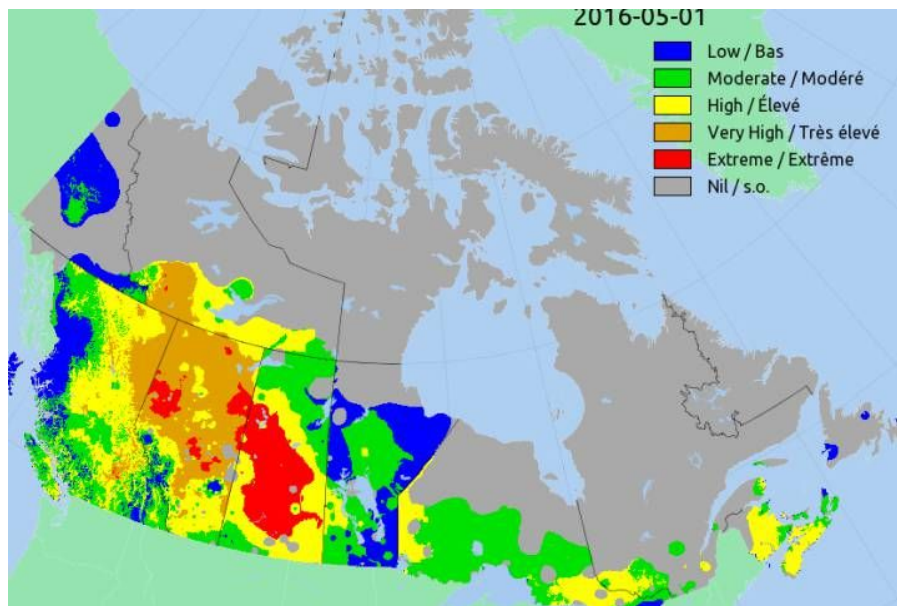 2016-05-01
Low / Bas
Moderate / Modéré
High / Élevé
Very High / Très élevé
Extreme / Extrême
Nil / s.o.